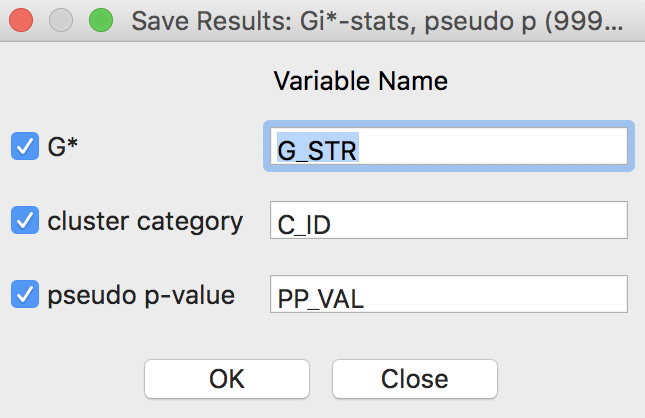 Save Results: Gi*-stats, pseudo p (999...
Variable Name
G* G_STR
cluster category C_ID
pseudo p-value PP_VAL
OK Close